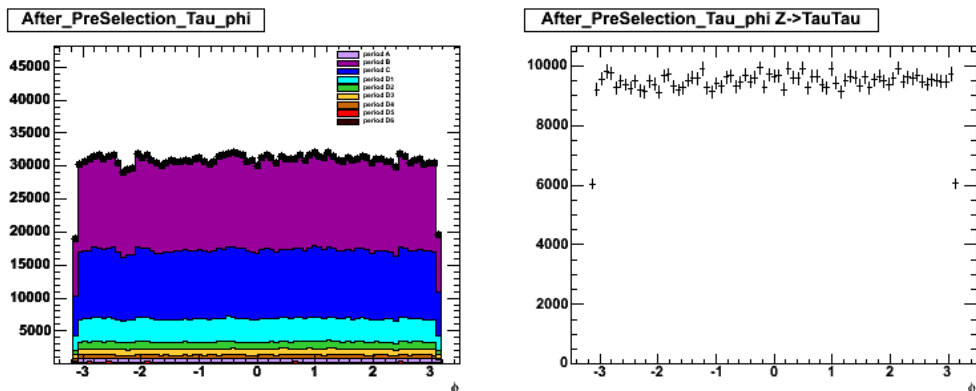 After_PreSelection_Tau_phi
45000
40000
35000
30000
25000
20000
15000
10000
5000
-3 -2 -1 0 1 2 3
ϕ
period A
period B
period C
period D1
period D2
period D3
period D4
period D5
period D6
After_PreSelection_Tau_phi Z->TauTau
10000
8000
6000
4000
2000
0
-3 -2 -1 0 1 2 3
ϕ